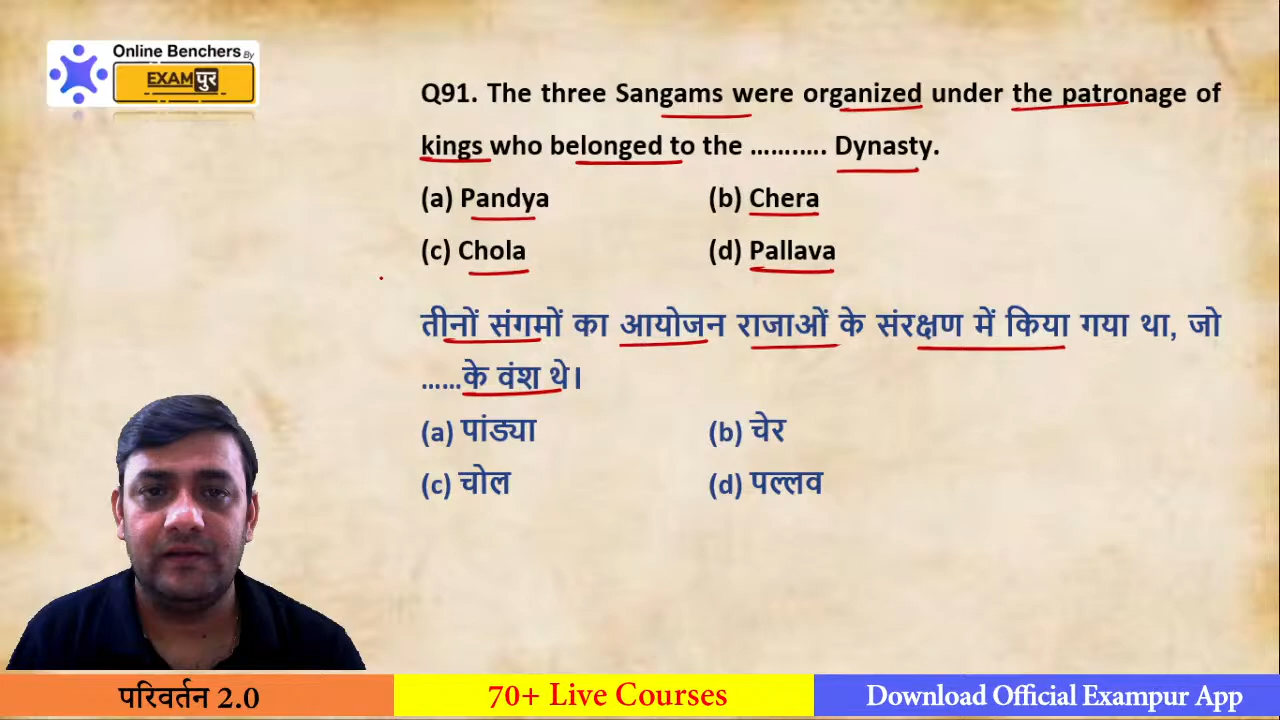 Online Benchers By
EXAMपुर
Q91. The three Sangams were organized under the patronage of
kings who belonged to the ………… Dynasty.
(a) Pandya (b) Chera
(c) Chola (d) Pallava
तीनों संगमों का आयोजन राजाओं के संरक्षण में किया गया था, जो
……के वंश थे।
(a) पांड्या (b) चेर
(c) चोल (d) पल्लव
परिवर्तन 2.0 70+ Live Courses Download Official Exampur App